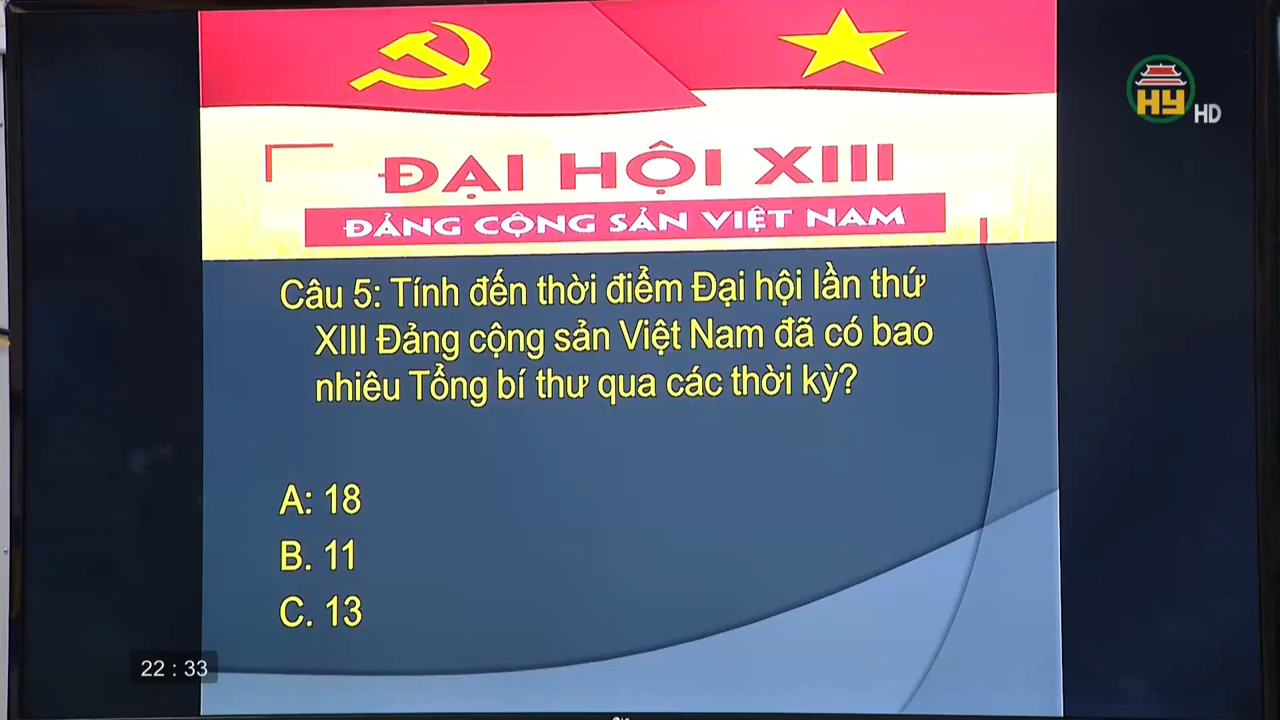 HY HD
ĐẠI HỘI XIII
ĐẢNG CỘNG SẢN VIỆT NAM
Câu 5: Tính đến thời điểm Đại hội lần thứ
XIII Đảng cộng sản Việt Nam đã có bao
nhiêu Tổng bí thư qua các thời kỳ?
A: 18
B. 11
C. 13
22 : 33